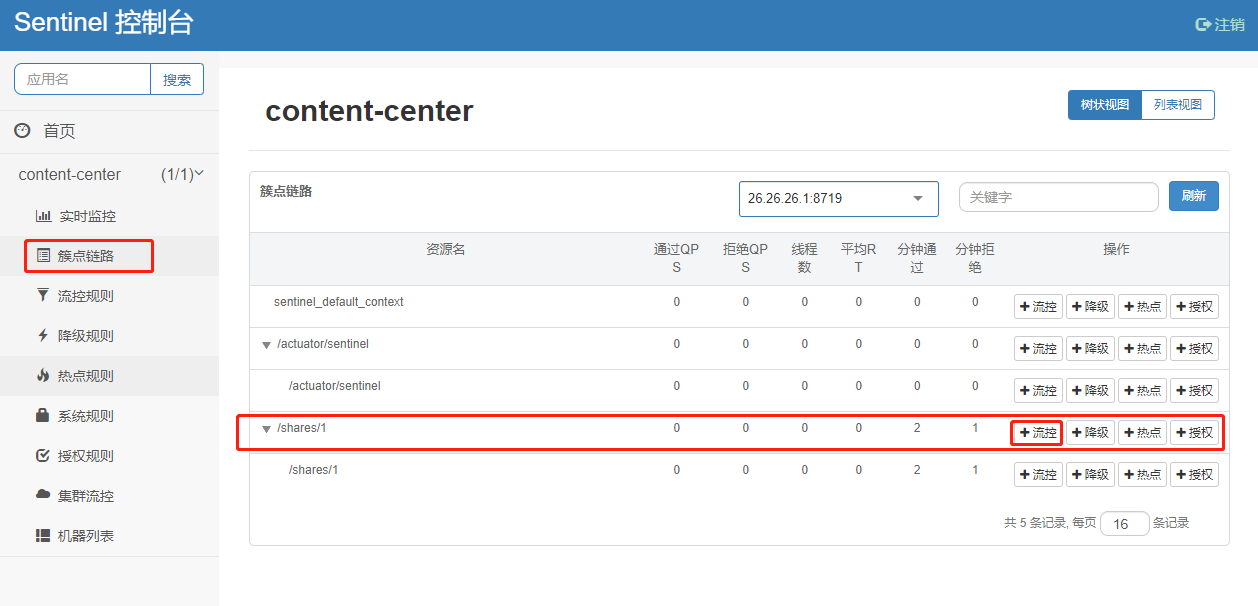 Sentinel 控制台
注销
应用名 搜索
首页
content-center (1/1)
实时监控
簇点链路
流控规则
降级规则
热点规则
系统规则
授权规则
集群流控
机器列表
content-center
树状视图 列表视图
簇点链路 26.26.26.1:8719 关键字 刷新
资源名 通过QPS 拒绝QPS 线程数 平均RT 分钟通过 分钟拒绝 操作
sentinel_default_context 0 0 0 0 0 0 流控 降级 热点 授权
/actuator/sentinel 0 0 0 0 0 0 流控 降级 热点 授权
/actuator/sentinel 0 0 0 0 0 0 流控 降级 热点 授权
/shares/1 0 0 0 0 2 1 流控 降级 热点 授权
/shares/1 0 0 0 0 2 1 流控 降级 热点 授权
共 5 条记录, 每页 16 条记录